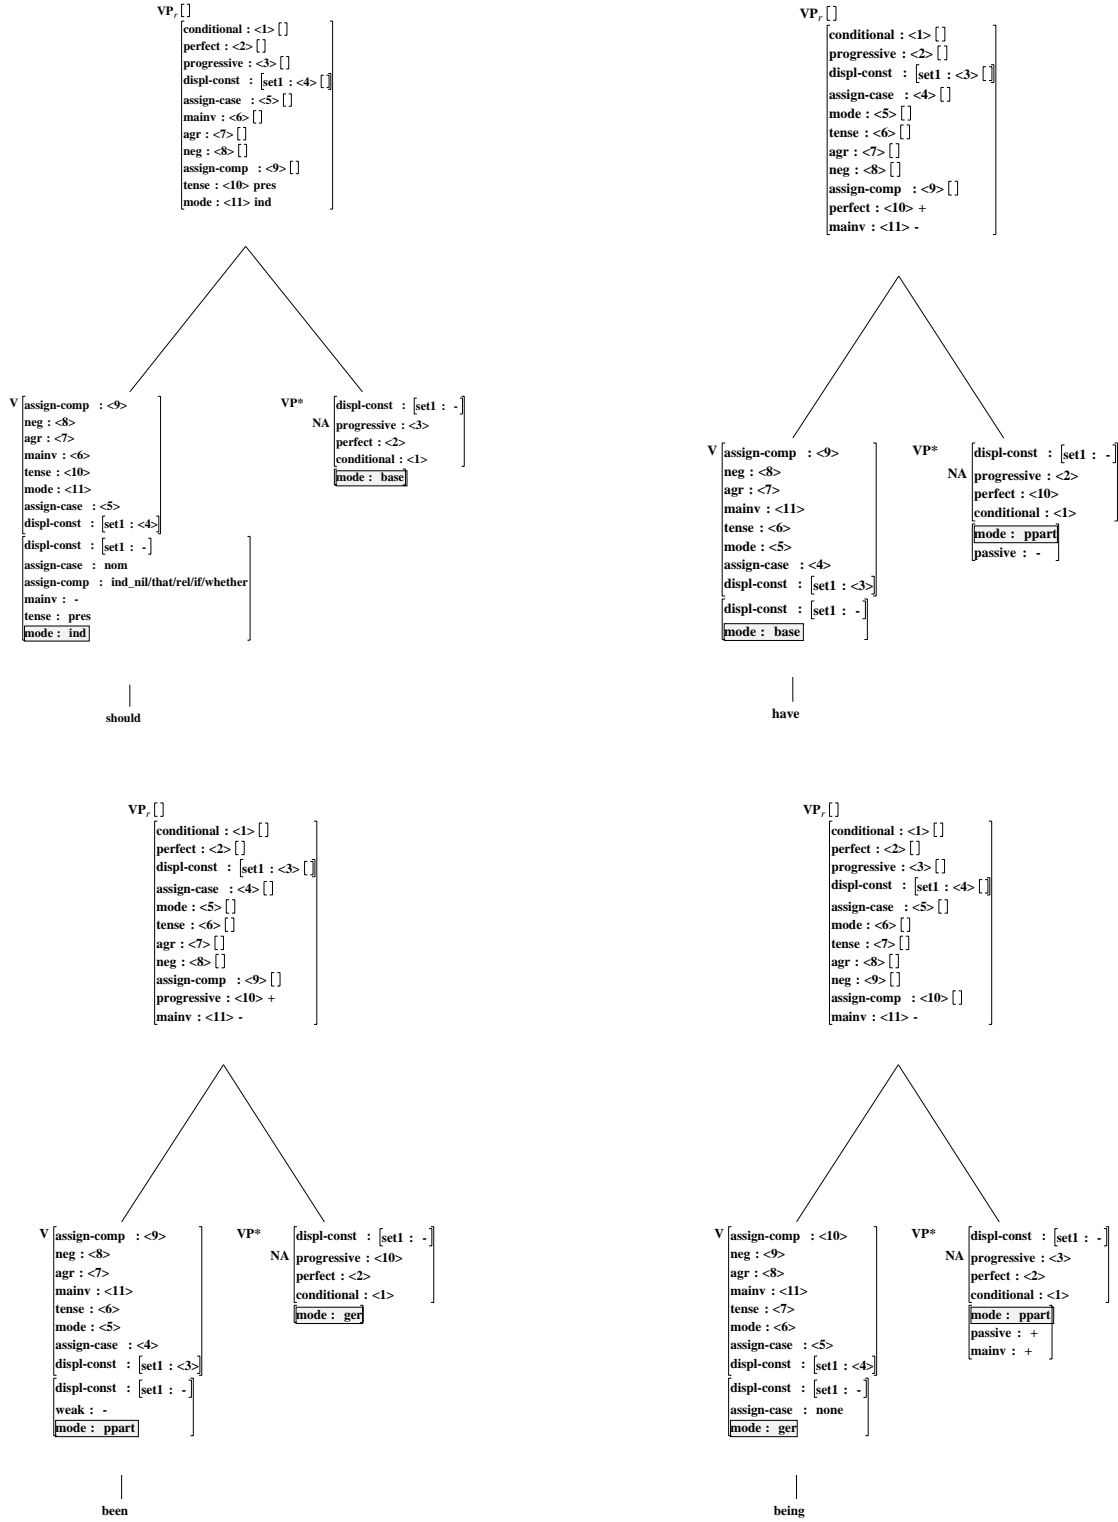 VPr []
conditional : <1> []
perfect : <2> []
progressive : <3> []
displ-const : [set1 : <4> []]
assign-case : <5> []
mainv : <6> []
agr : <7> []
neg : <8> []
assign-comp : <9> []
tense : <10> pres
mode : <11> ind
V
assign-comp : <9>
neg : <8>
agr : <7>
mainv : <6>
tense : <10>
mode : <11>
assign-case : <5>
displ-const : [set1 : <4>]
displ-const : [set1 : -]
assign-case : nom
assign-comp : ind_nil/that/rel/if/whether
mainv : -
tense : pres
mode : ind
should
VP*
NA
displ-const : [set1 : -]
progressive : <3>
perfect : <2>
conditional : <1>
mode : base
VPr []
conditional : <1> []
progressive : <2> []
displ-const : [set1 : <3> []]
assign-case : <4> []
mode : <5> []
tense : <6> []
agr : <7> []
neg : <8> []
assign-comp : <9> []
perfect : <10> +
mainv : <11> -
V
assign-comp : <9>
neg : <8>
agr : <7>
mainv : <11>
tense : <6>
mode : <5>
assign-case : <4>
displ-const : [set1 : <3>]
displ-const : [set1 : -]
mode : base
have
VP*
NA
displ-const : [set1 : -]
progressive : <2>
perfect : <10>
conditional : <1>
mode : ppart
passive : -
VPr []
conditional : <1> []
perfect : <2> []
displ-const : [set1 : <3> []]
assign-case : <4> []
mode : <5> []
tense : <6> []
agr : <7> []
neg : <8> []
assign-comp : <9> []
progressive : <10> +
mainv : <11> -
V
assign-comp : <9>
neg : <8>
agr : <7>
mainv : <11>
tense : <6>
mode : <5>
assign-case : <4>
displ-const : [set1 : <3>]
displ-const : [set1 : -]
weak : -
mode : ppart
been
VP*
NA
displ-const : [set1 : -]
progressive : <10>
perfect : <2>
conditional : <1>
mode : ger
VPr []
conditional : <1> []
perfect : <2> []
progressive : <3> []
displ-const : [set1 : <4> []]
assign-case : <5> []
mode : <6> []
tense : <7> []
agr : <8> []
neg : <9> []
assign-comp : <10> []
mainv : <11> -
V
assign-comp : <10>
neg : <9>
agr : <8>
mainv : <11>
tense : <7>
mode : <6>
assign-case : <5>
displ-const : [set1 : <4>]
displ-const : [set1 : -]
assign-case : none
mode : ger
being
VP*
NA
displ-const : [set1 : -]
progressive : <3>
perfect : <2>
conditional : <1>
mode : ppart
passive : +
mainv : +